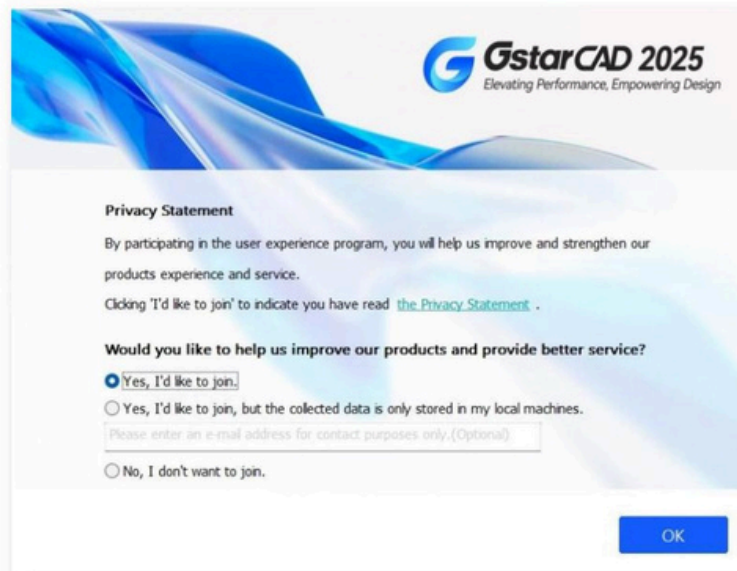 GstarCAD 2025
Elevating Performance, Empowering Design
Privacy Statement
By participating in the user experience program, you will help us improve and strengthen our
products experience and service.
Clicking 'I'd like to join' to indicate you have read the Privacy Statement .
Would you like to help us improve our products and provide better service?
Yes, I'd like to join.
Yes, I'd like to join, but the collected data is only stored in my local machines.
Please enter an e-mail address for contact purposes only.(Optional)
No, I don't want to join.
OK